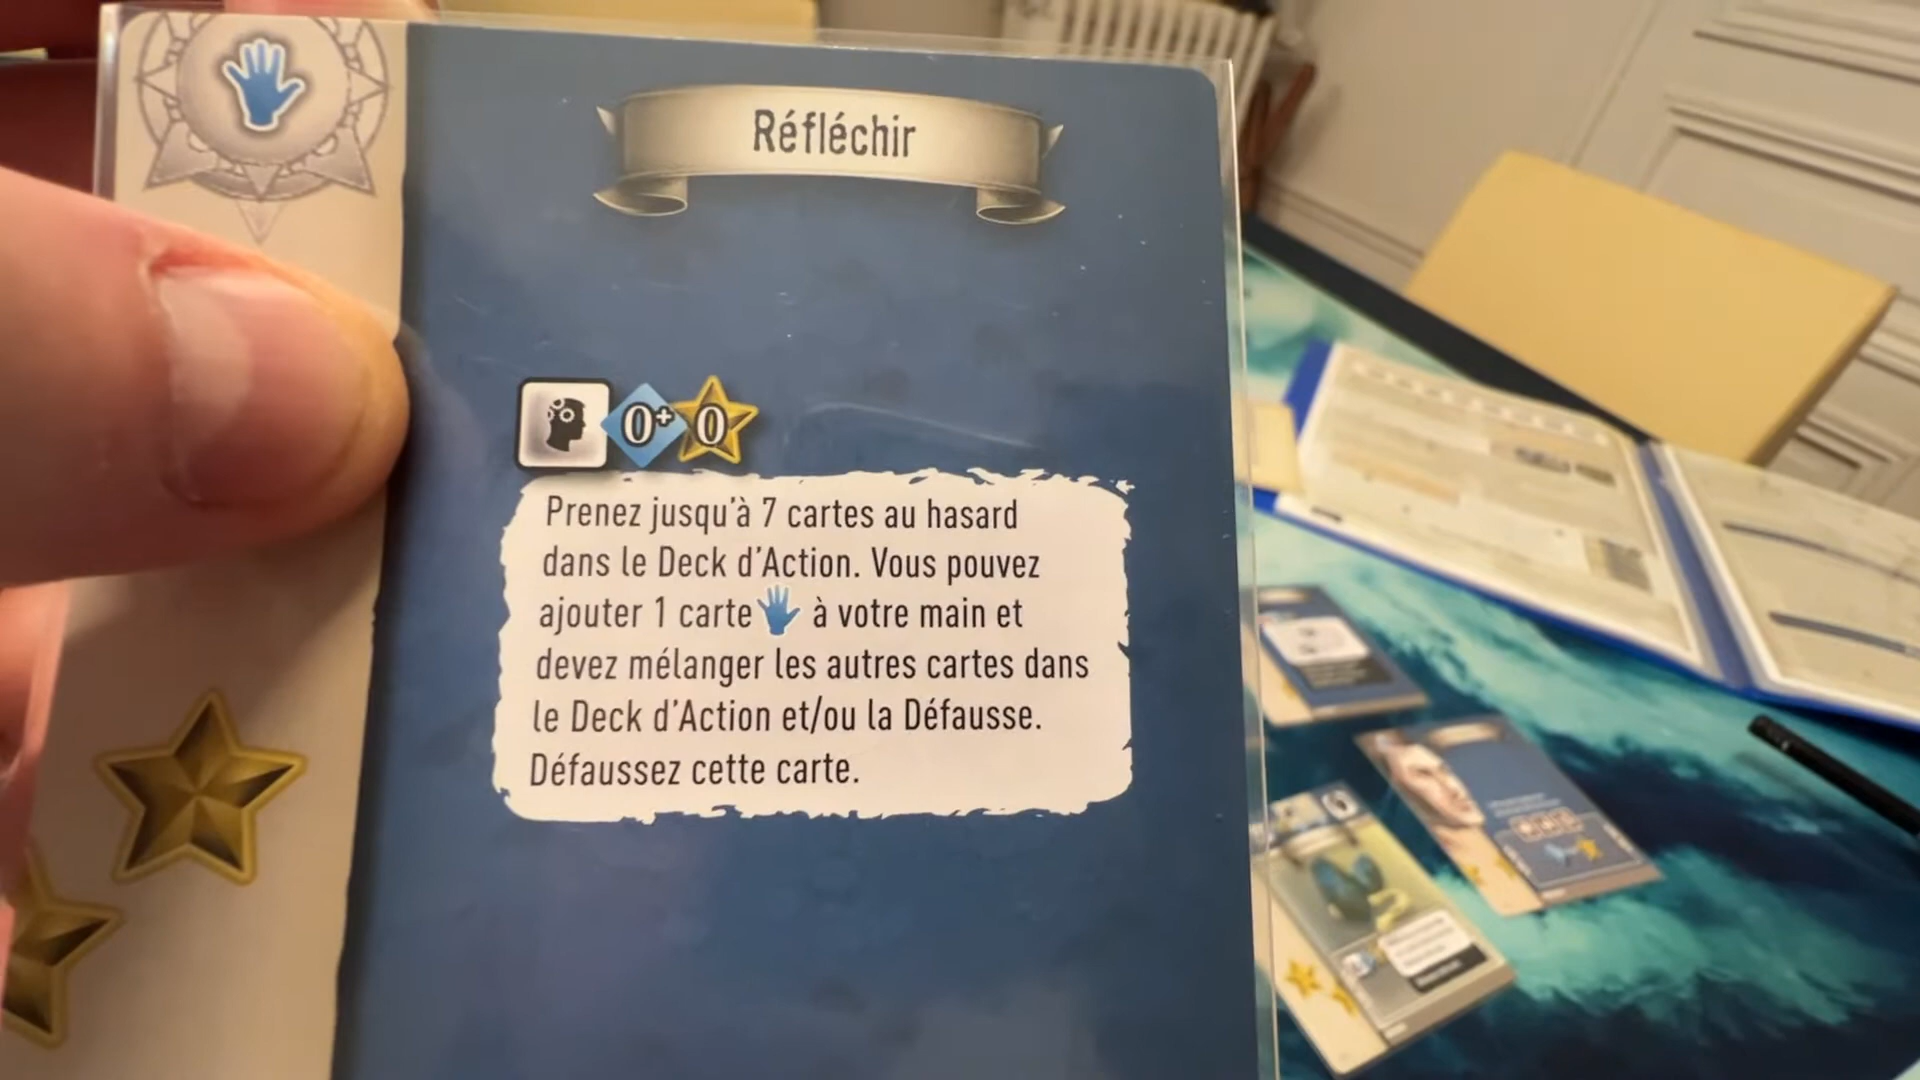 Réfléchir
0+ 0
Prenez jusqu'à 7 cartes au hasard
dans le Deck d'Action. Vous pouvez
ajouter 1 carte à votre main et
devez mélanger les autres cartes dans
le Deck d'Action et/ou la Défausse.
Défaussez cette carte.